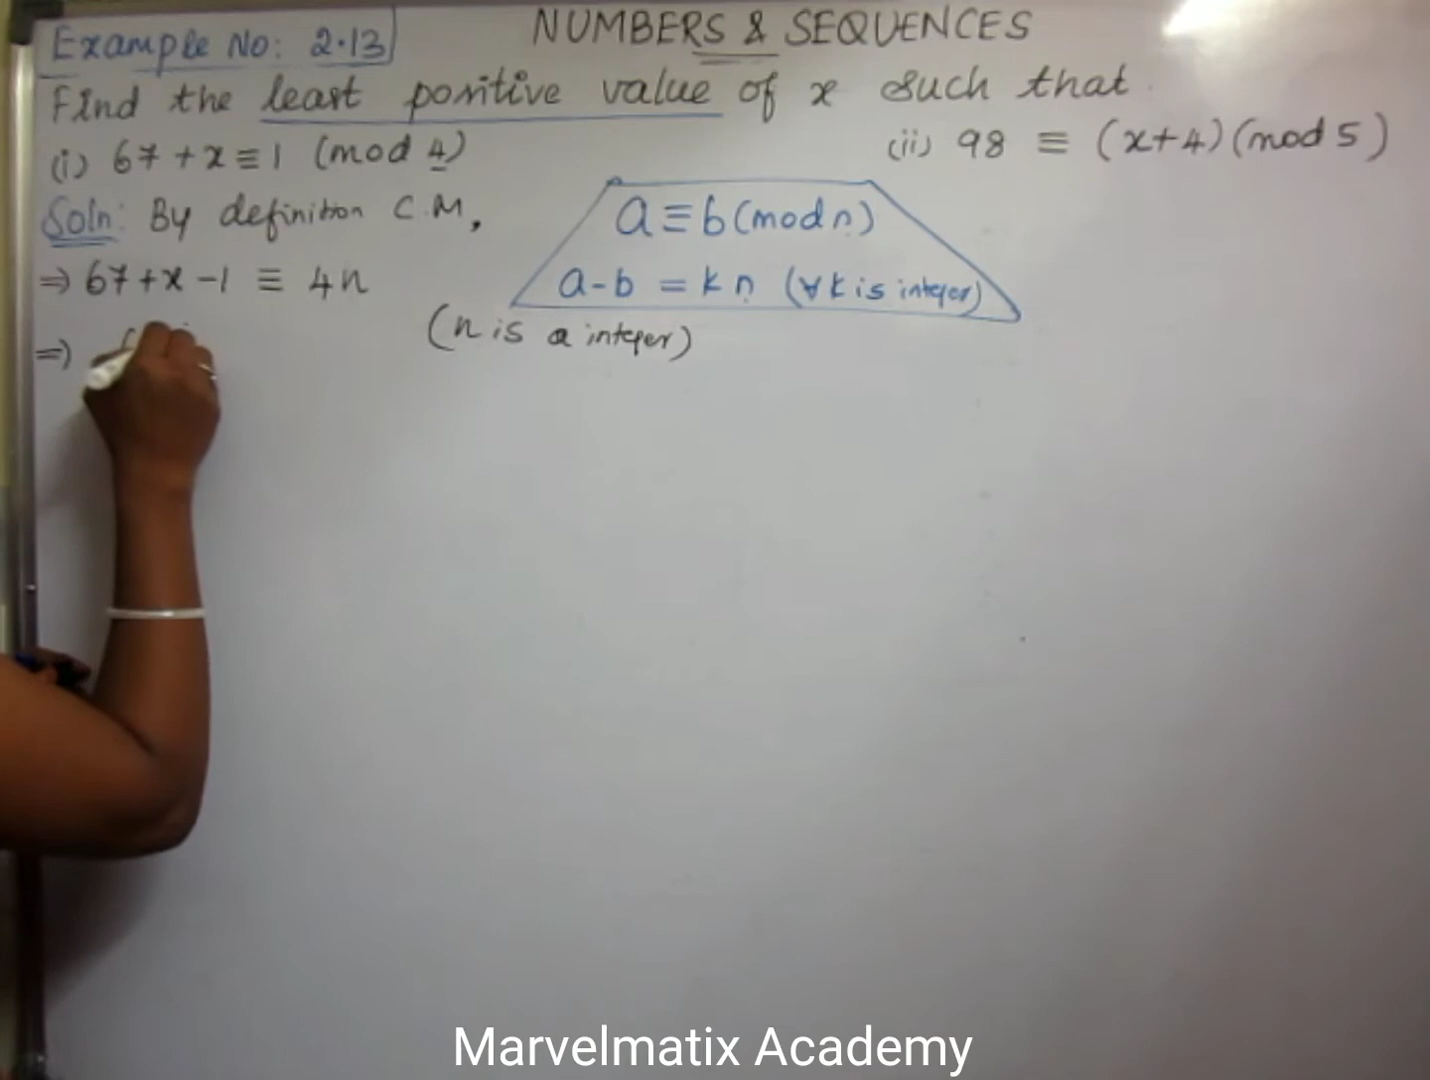 NUMBERS & SEQUENCES
Example No: 2.13
Find the least positive value of x such that
(i) 67 + x ≡ 1 (mod 4) (ii) 98 ≡ (x+4) (mod 5)
Soln: By definition C.M,
a ≡ b (mod n)
a-b = kn (∀ k is integer)
⇒ 67+x -1 ≡ 4n
(n is a integer)
⇒
Marvelmatix Academy